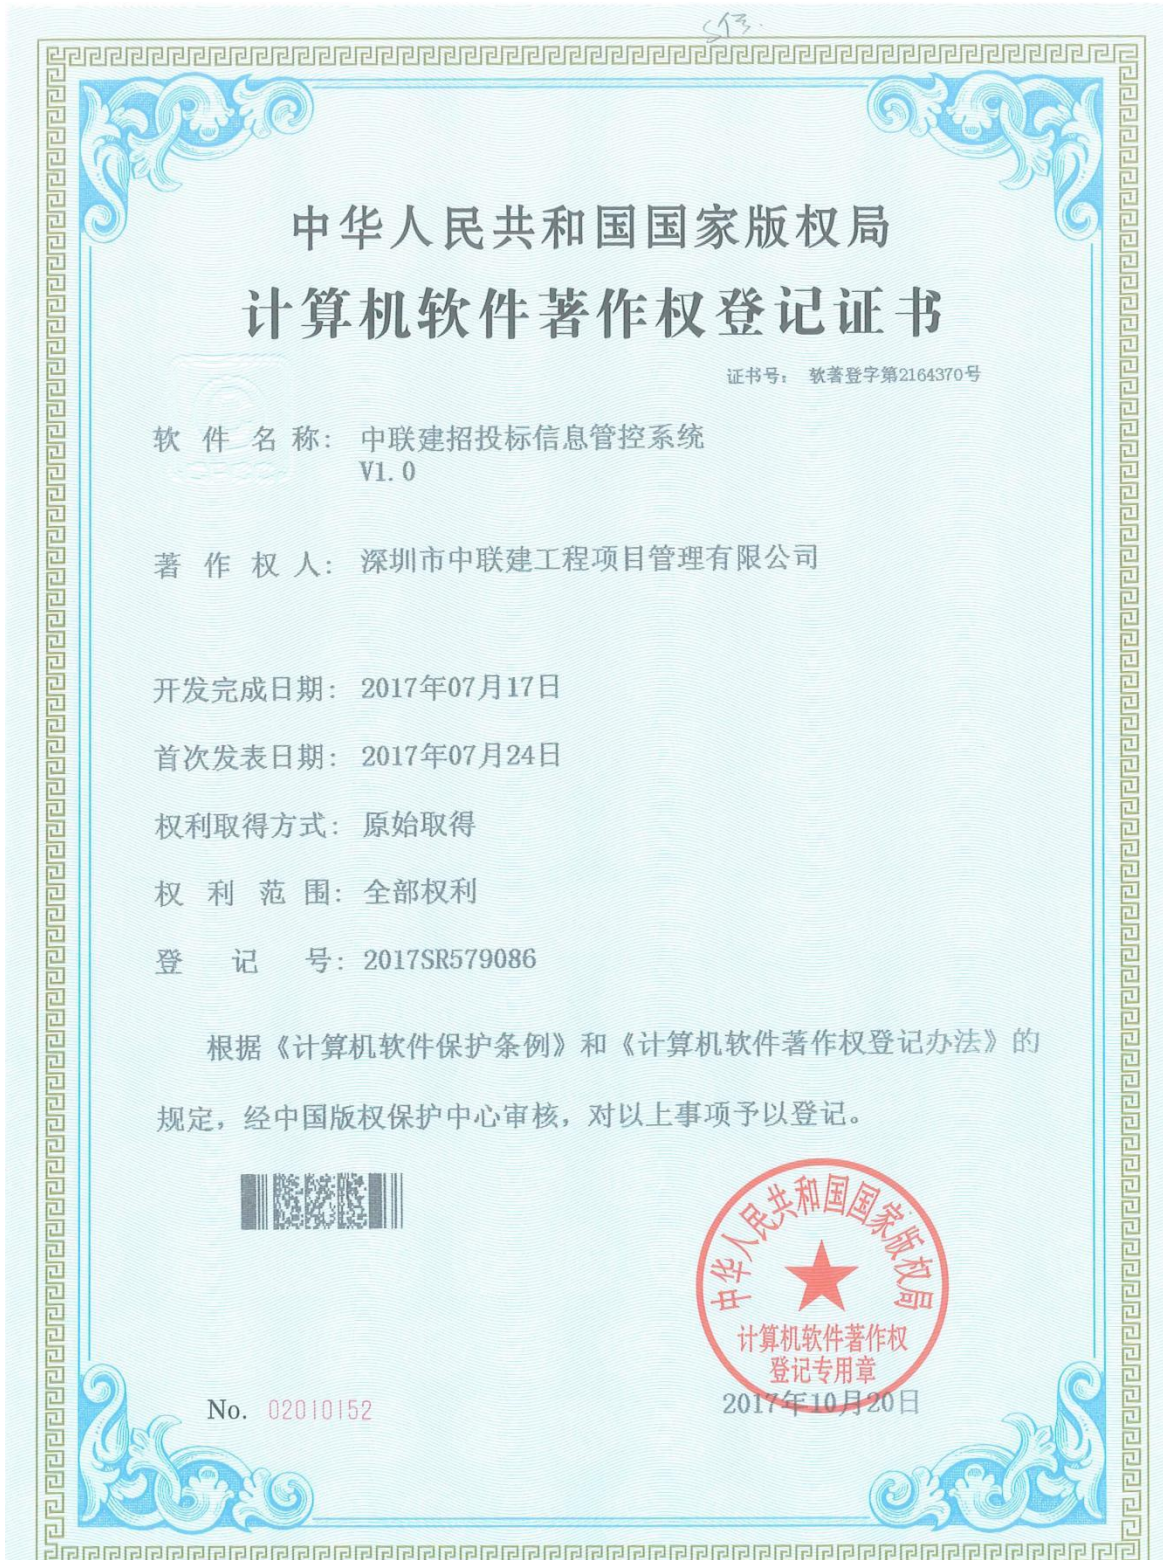 中华人民共和国国家版权局
计算机软件著作权登记证书
证书号： 软著登字第2164370号
软件名称： 中联建招投标信息管控系统
V1.0
著作权人： 深圳市中联建工程项目管理有限公司
开发完成日期： 2017年07月17日
首次发表日期： 2017年07月24日
权利取得方式： 原始取得
权利范围： 全部权利
登记号： 2017SR579086
根据《计算机软件保护条例》和《计算机软件著作权登记办法》的
规定，经中国版权保护中心审核，对以上事项予以登记。
中华人民共和国国家版权局
计算机软件著作权
登记专用章
No. 02010152
2017年10月20日